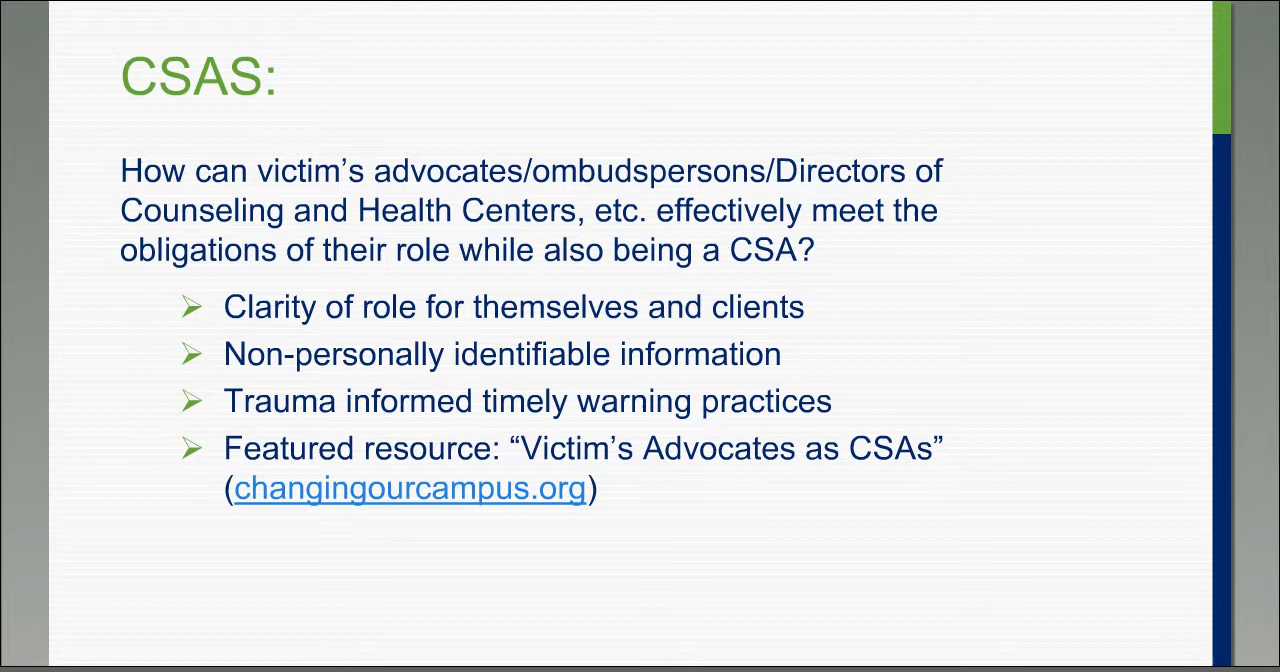 CSAS:
How can victim’s advocates/ombudspersons/Directors of
Counseling and Health Centers, etc. effectively meet the
obligations of their role while also being a CSA?
Clarity of role for themselves and clients
Non-personally identifiable information
Trauma informed timely warning practices
Featured resource: “Victim’s Advocates as CSAs”
(changingourcampus.org)